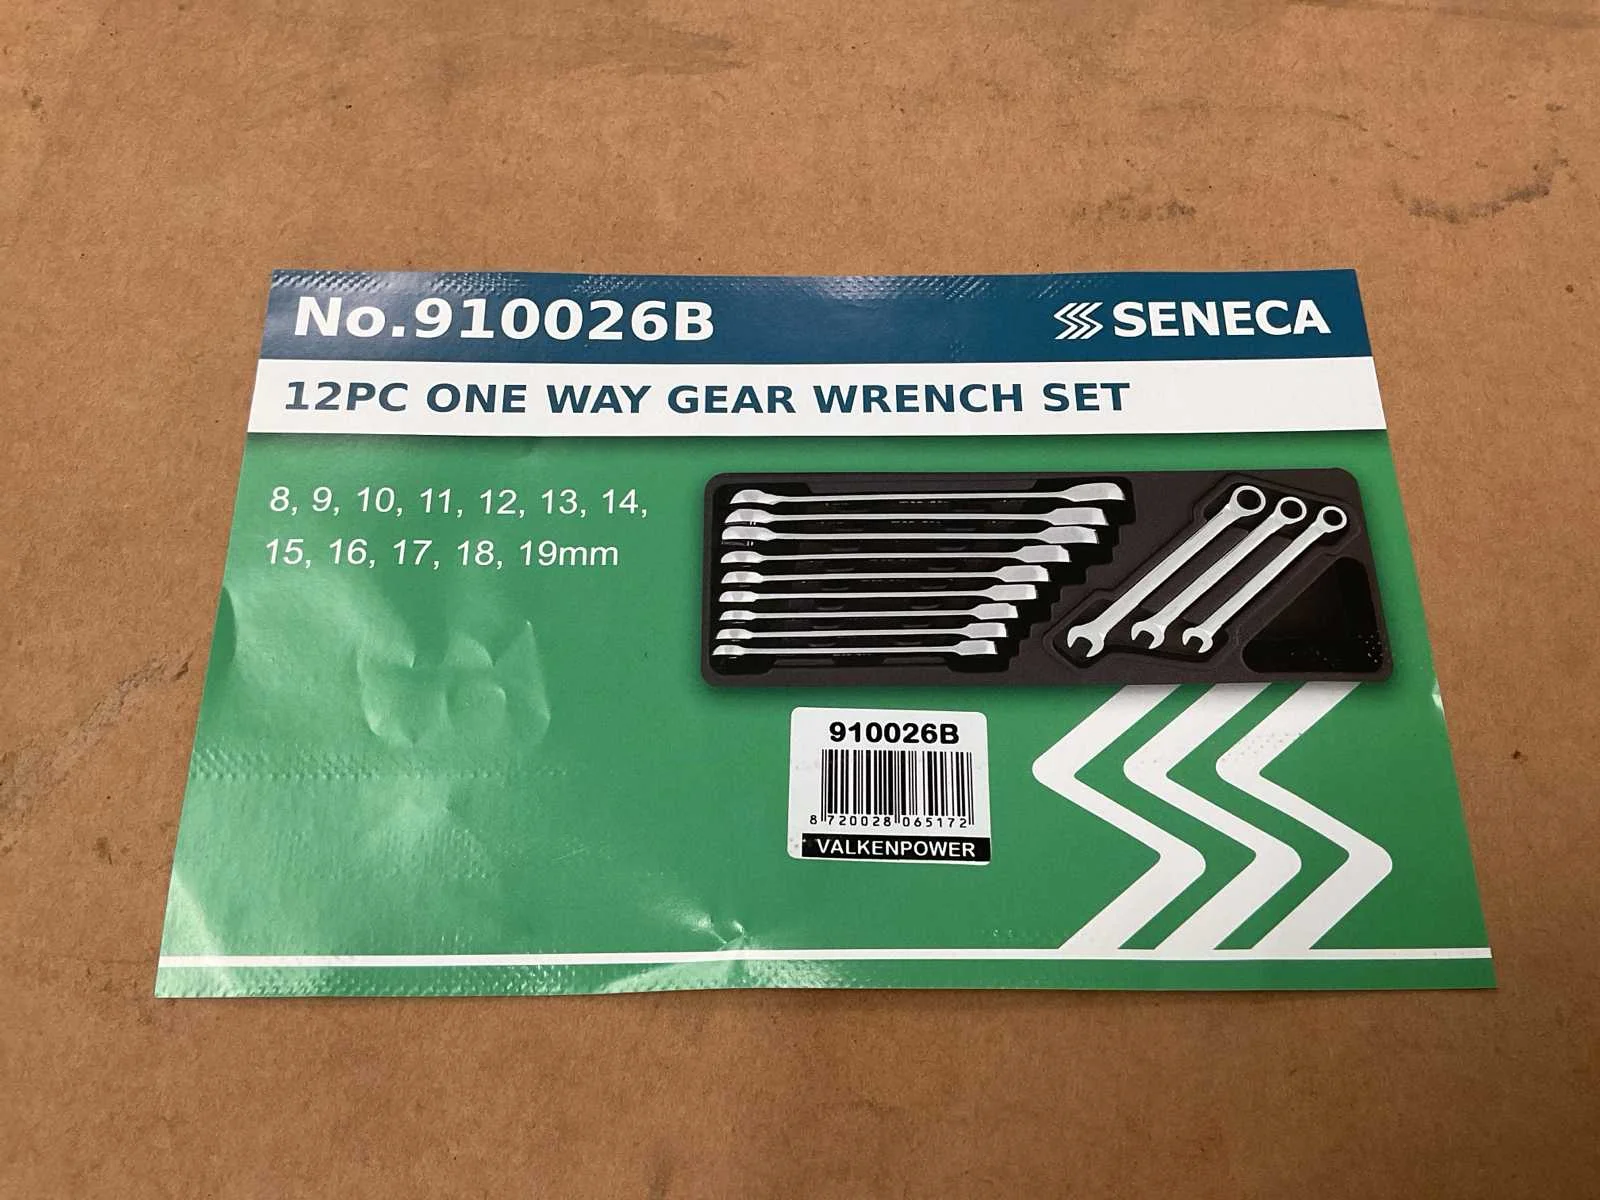 No.910026B
SENECA
12PC ONE WAY GEAR WRENCH SET
8, 9, 10, 11, 12, 13, 14,
15, 16, 17, 18, 19mm
910026B
8 720028 065172
VALKENPOWER